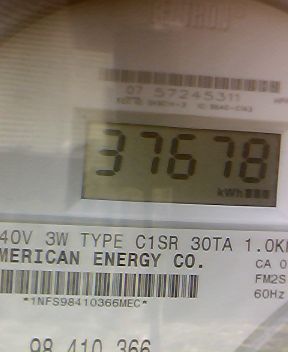 07 57245311
37678
kWh
40V 3W TYPE C1SR 30TA 1.0K
MERICAN ENERGY CO.
CA 0
FM2S
60Hz
*1NFS98410366MEC*
98 410 366